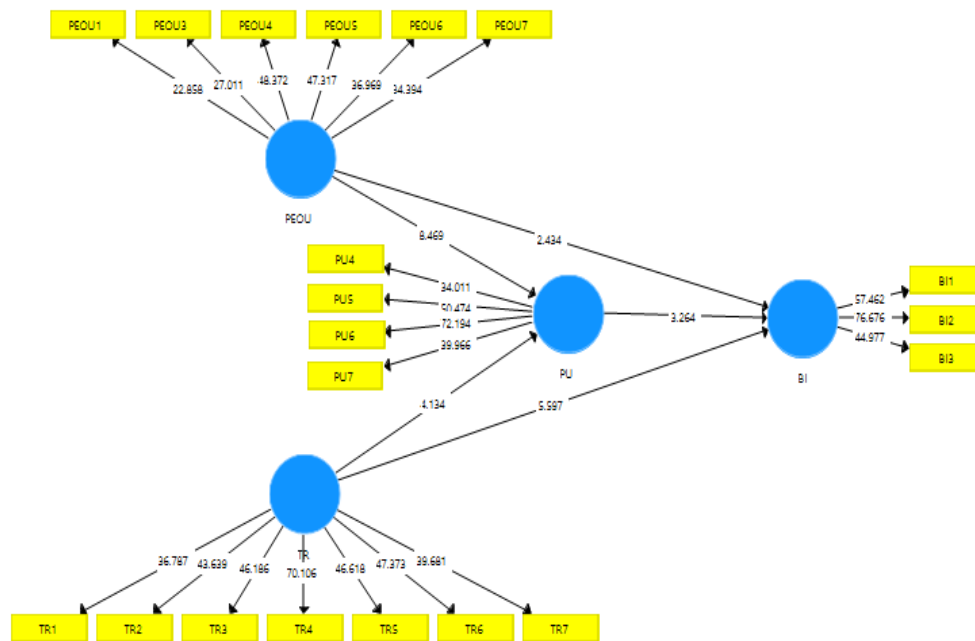 PEOU1 PEOU3 PEOU4 PEOU5 PEOU6 PEOU7
22.858 27.011 48.372 47.317 36.969 34.394
PEOU
8.469 2.434
PU4
PU5
PU6
PU7
34.011
50.474
72.194
39.966
PU
3.264
BI
57.462
76.676
44.977
BI1
BI2
BI3
4.134 5.597
TR
36.787 43.639 46.186 70.106 46.618 47.373 39.681
TR1 TR2 TR3 TR4 TR5 TR6 TR7